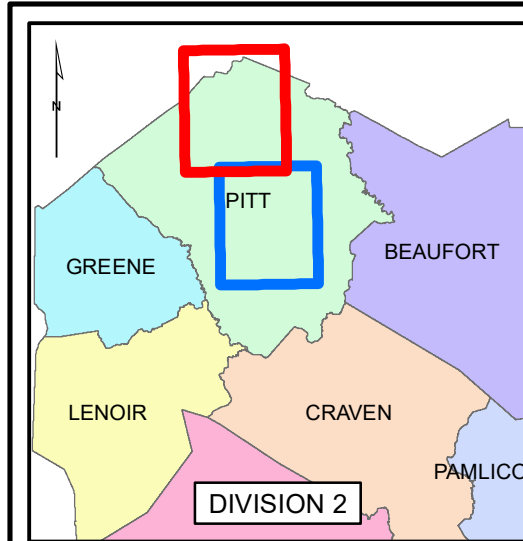 N
PITT
GREENE
BEAUFORT
LENOIR
CRAVEN
PAMLICO
DIVISION 2